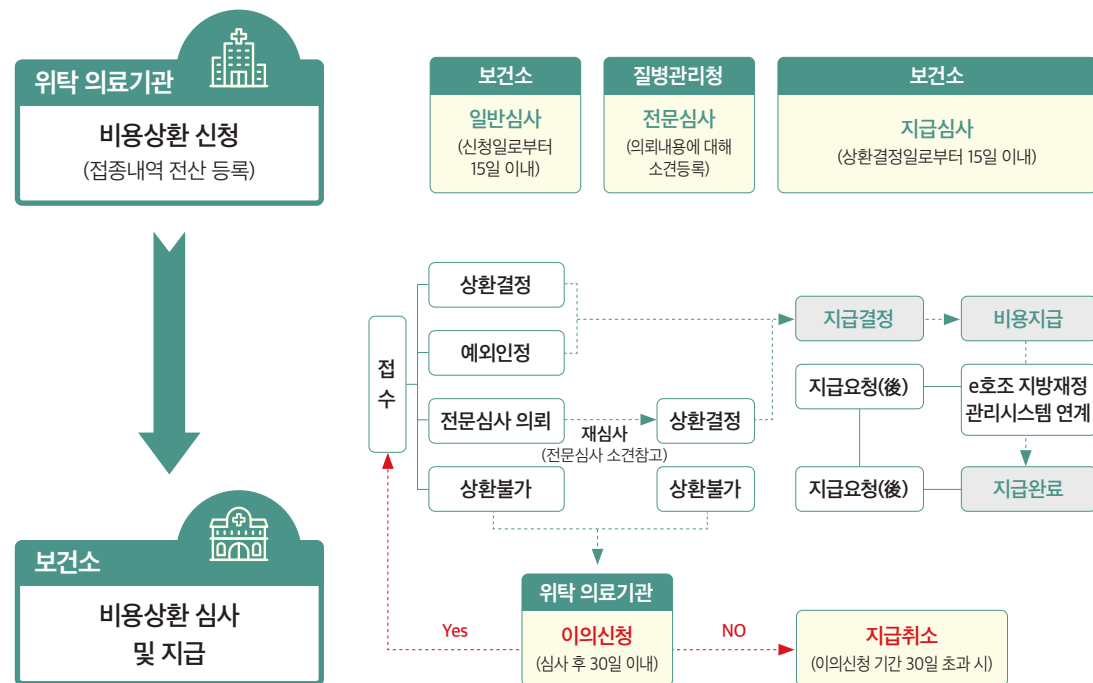 위탁 의료기관
비용상환 신청
(접종내역 전산 등록)
보건소
비용상환 심사
및 지급
보건소
일반심사
(신청일로부터
15일 이내)
질병관리청
전문심사
(의뢰내용에 대해
소견등록)
보건소
지급심사
(상환결정일로부터 15일 이내)
접
수
상환결정
예외인정
전문심사 의뢰
상환불가
재심사
(전문심사 소견참고)
상환결정
상환불가
지급결정
비용지급
지급요청(後)
e호조 지방재정
관리시스템 연계
지급요청(後)
지급완료
위탁 의료기관
이의신청
(심사 후 30일 이내)
Yes
NO
지급취소
(이의신청 기간 30일 초과 시)